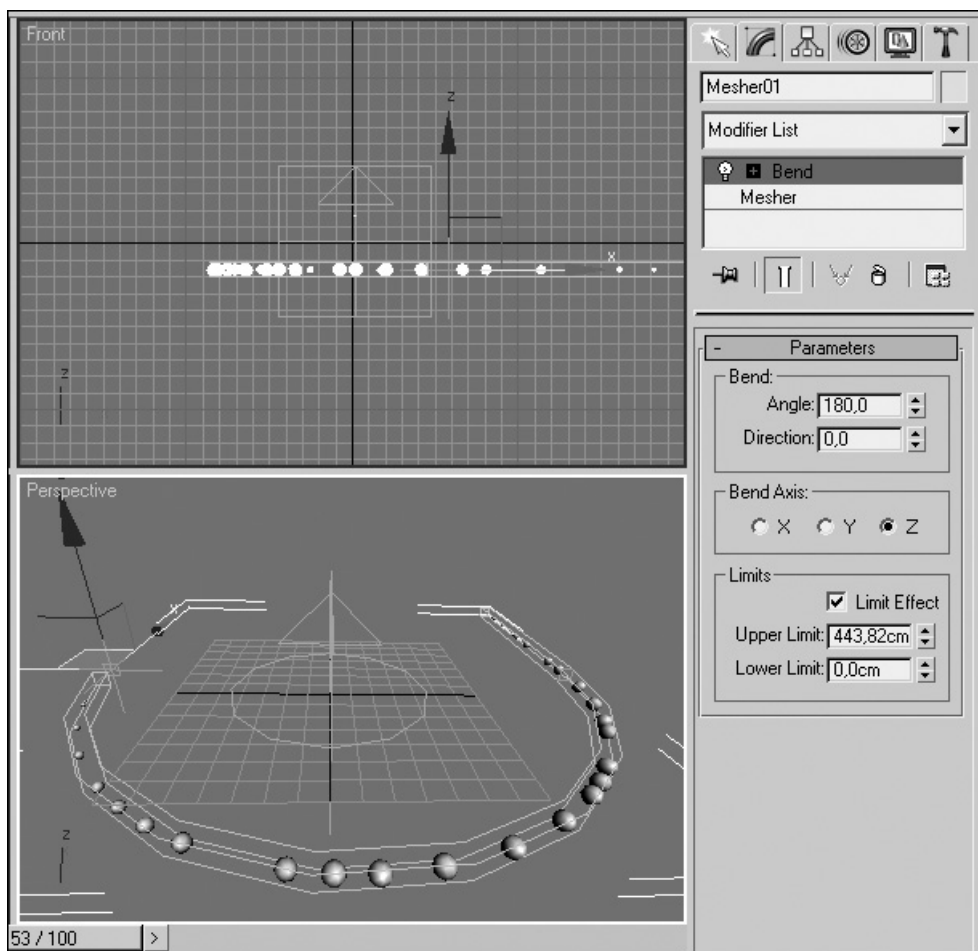 Front
z
x
z
Perspective
x
z
53 / 100 >
Mesher01
Modifier List
Bend
Mesher
- Parameters
Bend:
Angle: 180,0
Direction: 0,0
Bend Axis:
X Y Z
Limits
Limit Effect
Upper Limit: 443,82cm
Lower Limit: 0,0cm